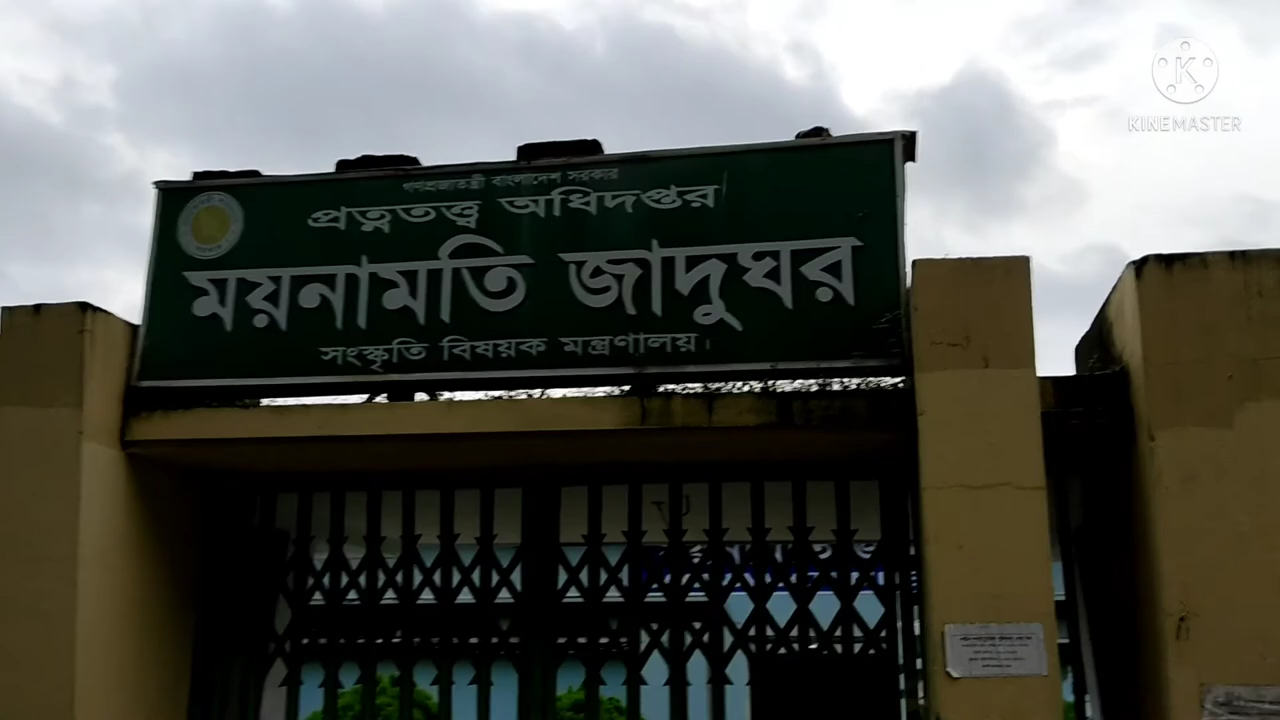 গণপ্রজাতন্ত্রী বাংলাদেশ সরকার
প্রত্নতত্ত্ব অধিদপ্তর
ময়নামতি জাদুঘর
সংস্কৃতি বিষয়ক মন্ত্রণালয়।
KINEMASTER